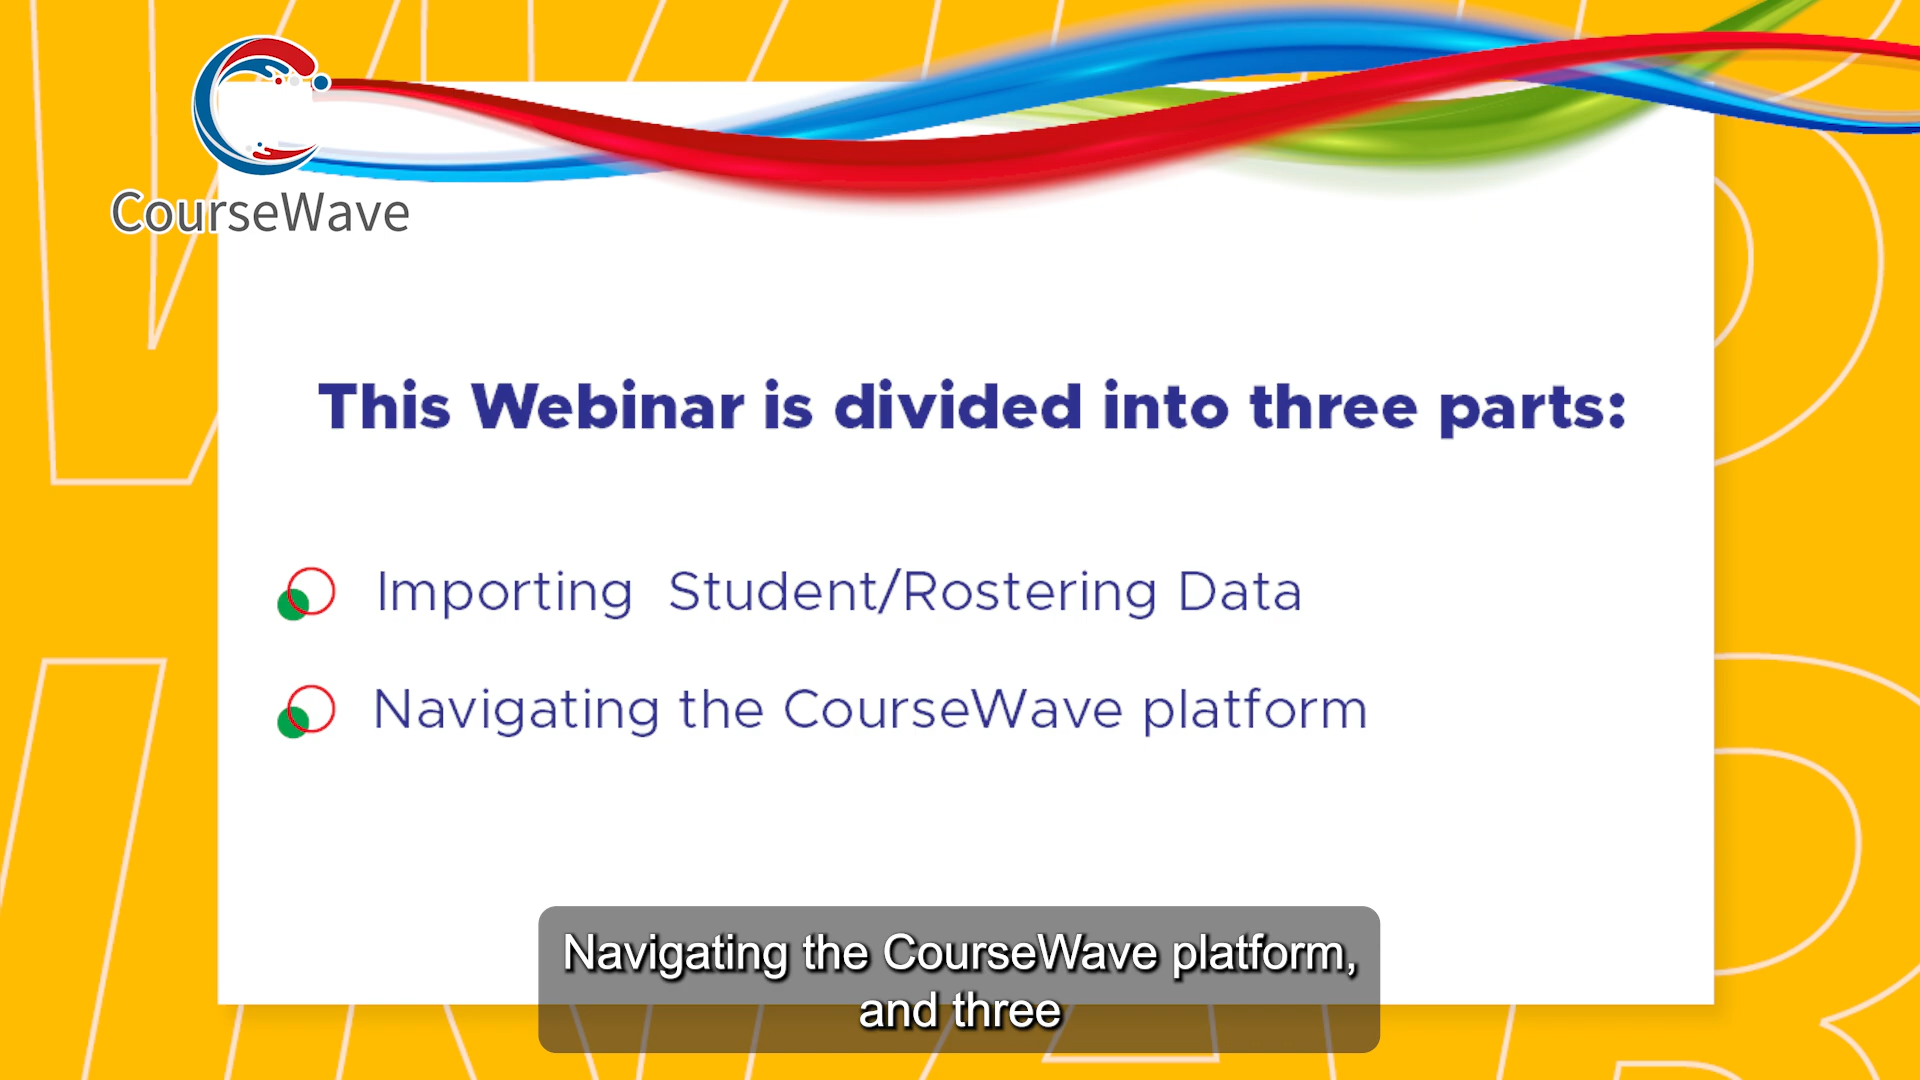 CourseWave
This Webinar is divided into three parts:
Importing Student/Rostering Data
Navigating the CourseWave platform
Navigating the CourseWave platform,
and three